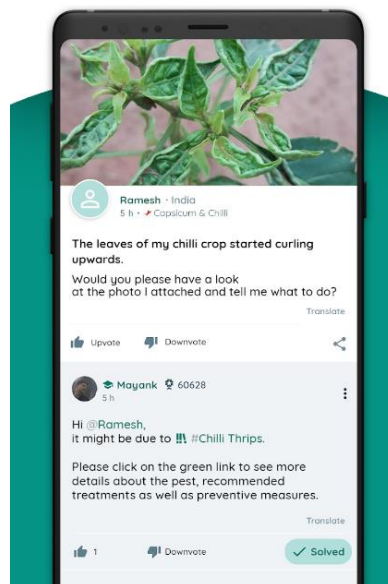 Ramesh · India
5 h · Capsicum & Chilli
The leaves of my chilli crop started curling
upwards.
Would you please have a look
at the photo I attached and tell me what to do?
Translate
Upvote Downvote
Mayank 60628
5 h
Hi @Ramesh,
it might be due to #Chilli Thrips.
Please click on the green link to see more
details about the pest, recommended
treatments as well as preventive measures.
Translate
1 Downvote Solved